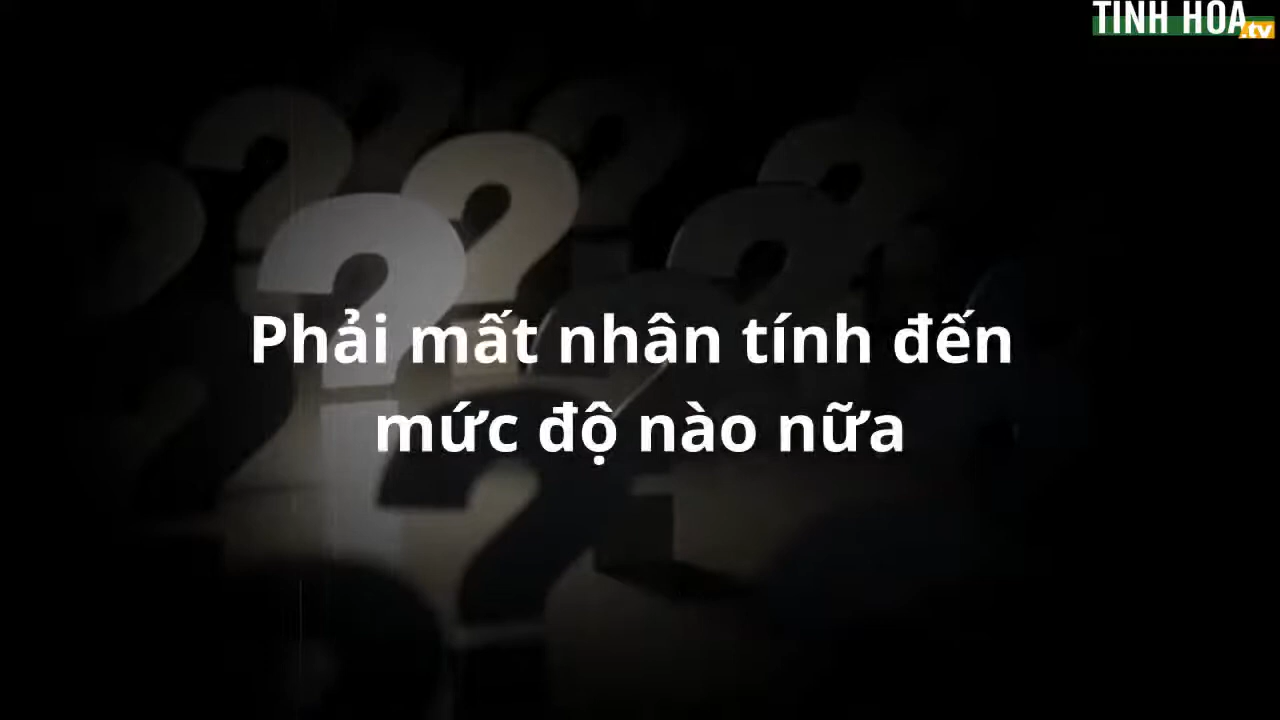 TINH HOA
.tv
Phải mất nhân tính đến
mức độ nào nữa